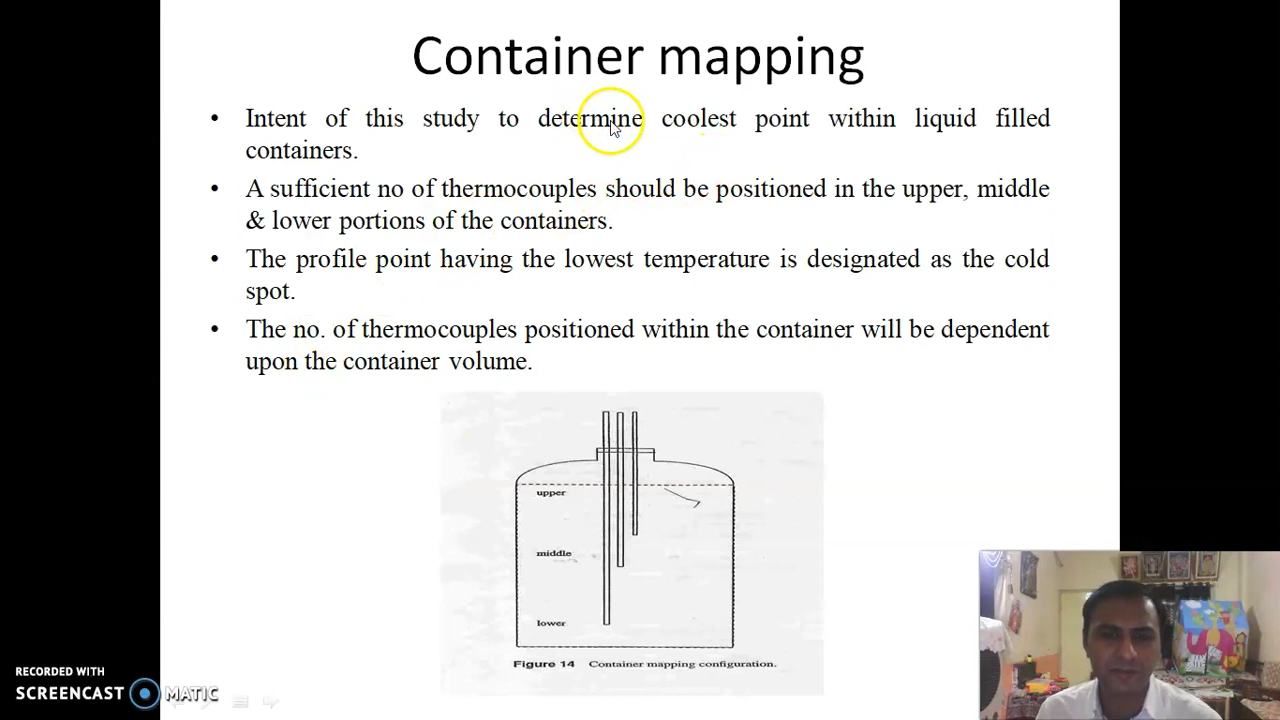 Container mapping
• Intent of this study to determine coolest point within liquid filled
containers.
• A sufficient no of thermocouples should be positioned in the upper, middle
& lower portions of the containers.
• The profile point having the lowest temperature is designated as the cold
spot.
• The no. of thermocouples positioned within the container will be dependent
upon the container volume.
upper
middle
lower
Figure 14 Container mapping configuration.
RECORDED WITH
SCREENCAST MATIC